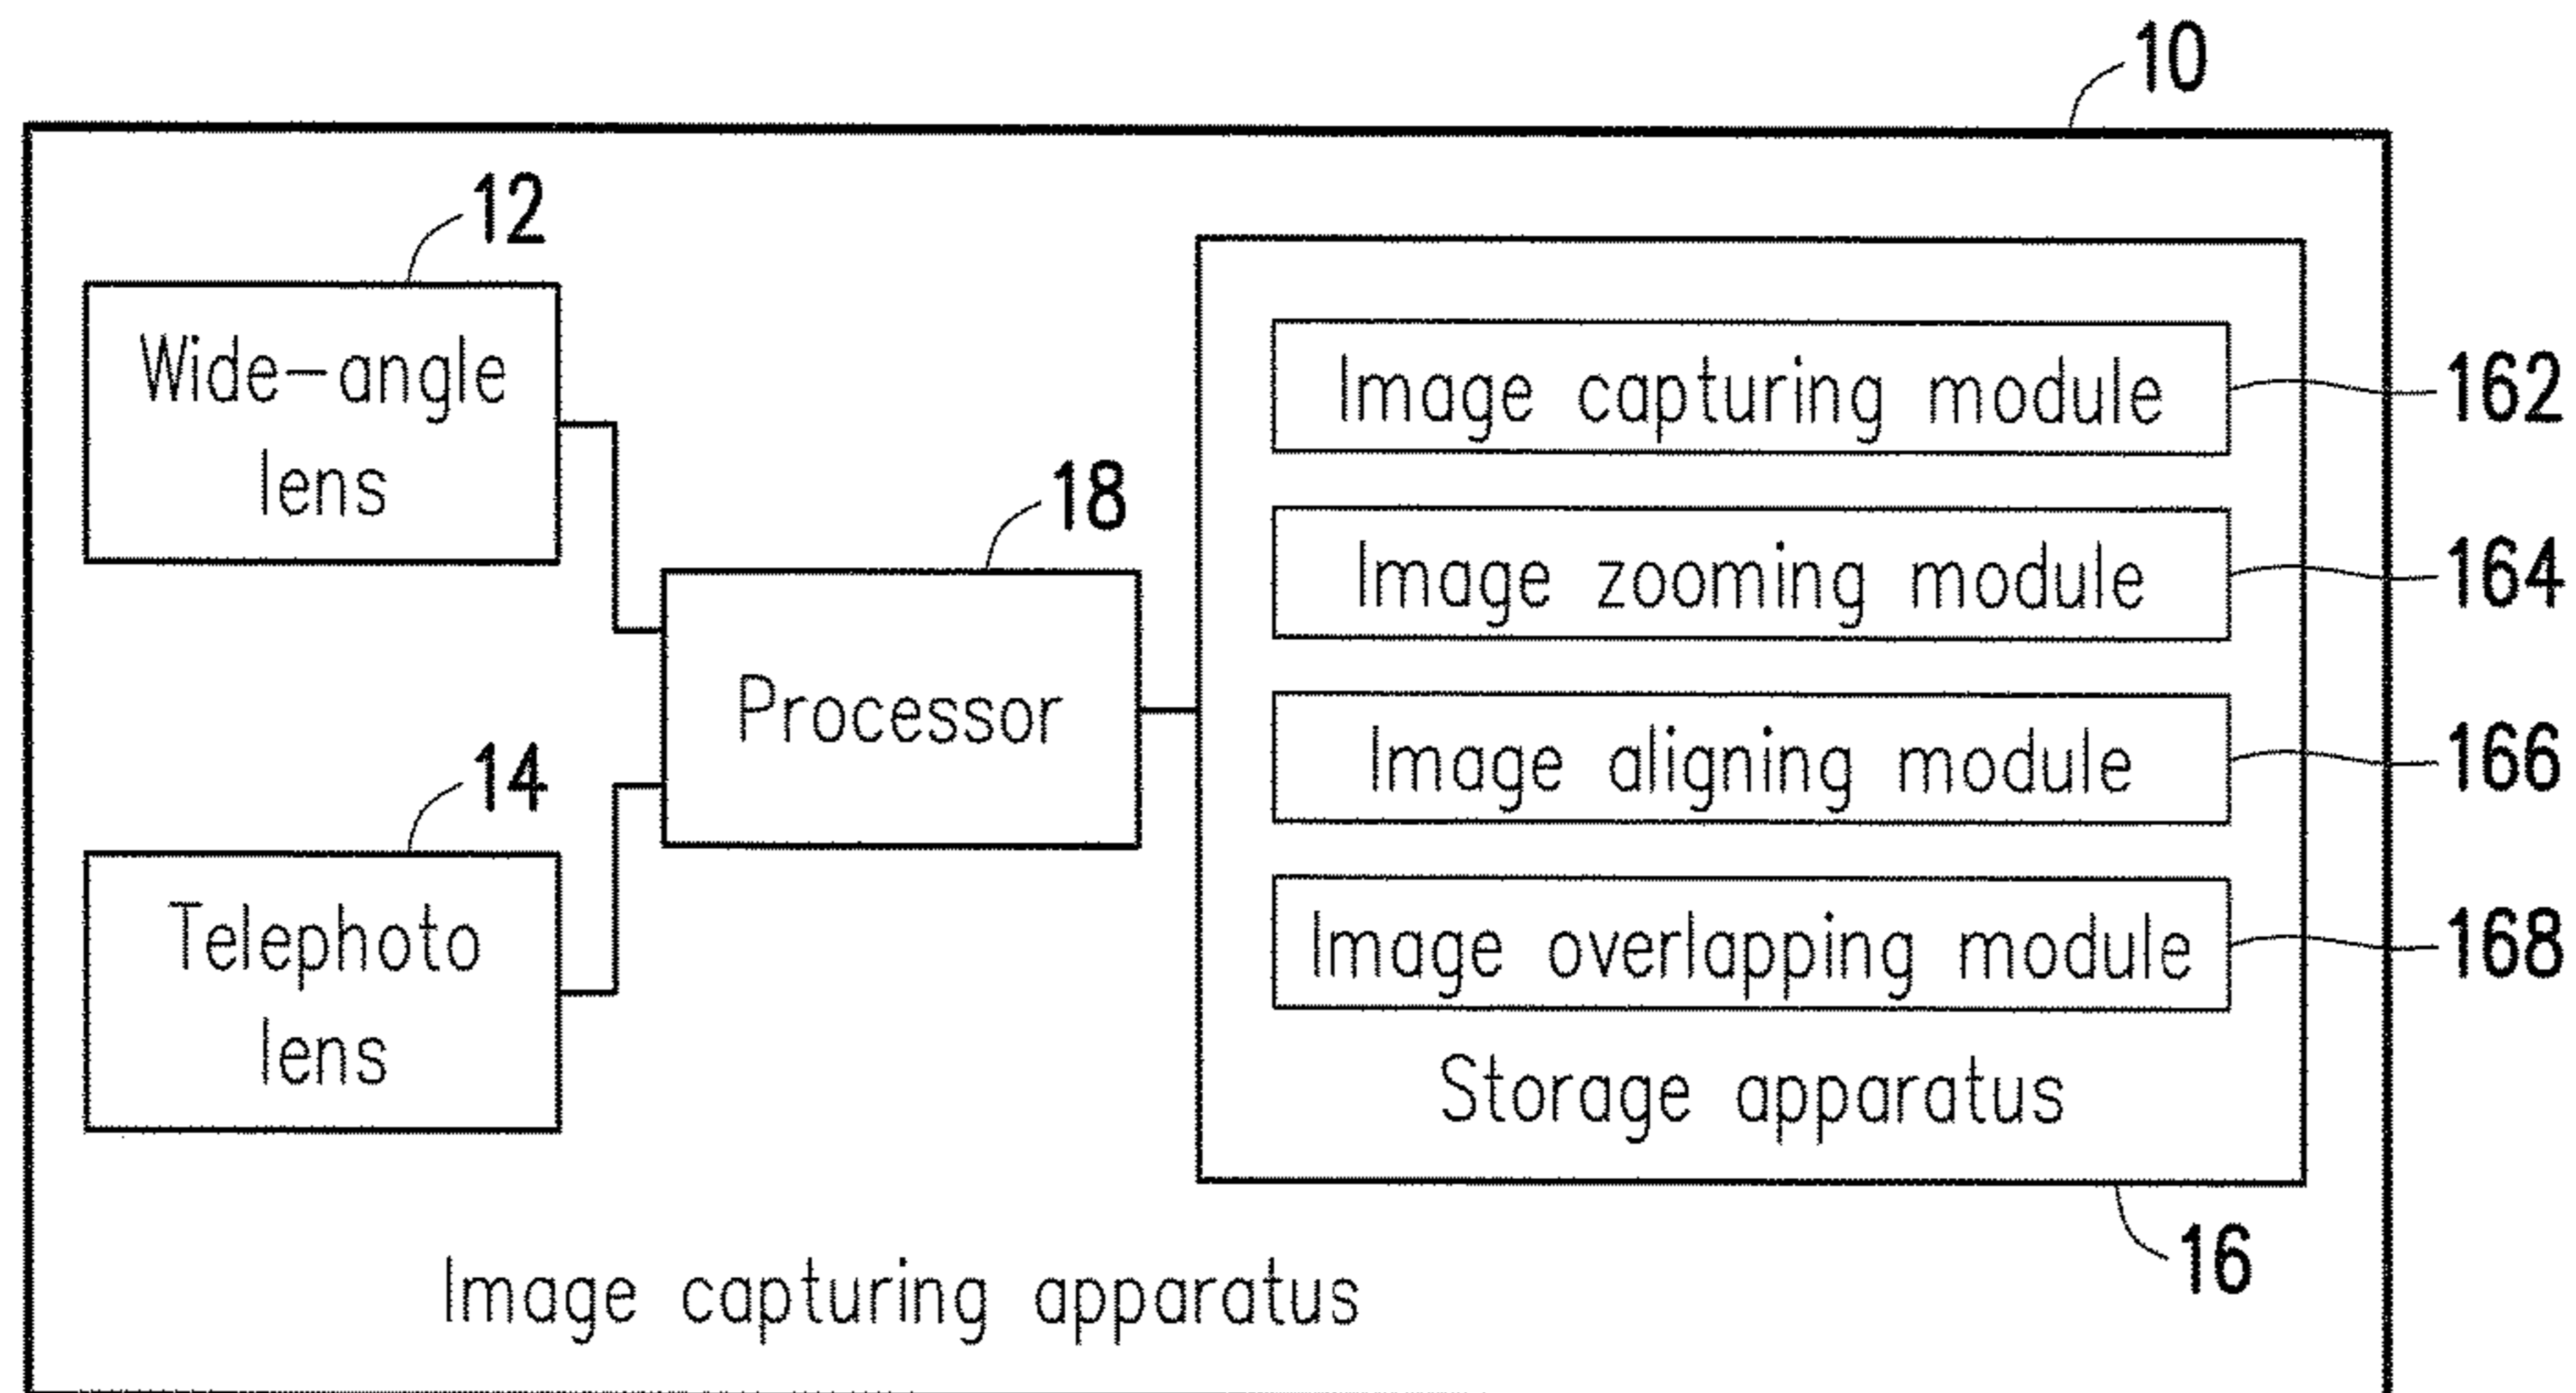 10
12
Wide-angle
lens
14
Telephoto
lens
18
Processor
Image capturing module
162
Image zooming module
164
Image aligning module
166
Image overlapping module
168
Storage apparatus
16
Image capturing apparatus